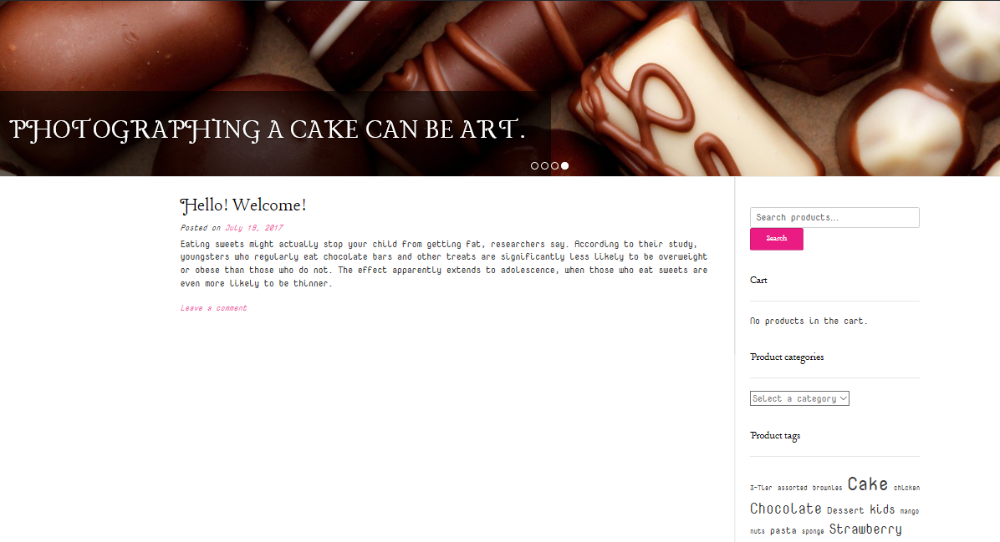 PHOTOGRAPHING A CAKE CAN BE ART.
Hello! Welcome!
Posted on July 19, 2017
Eating sweets might actually stop your child from getting fat, researchers say. According to their study,
youngsters who regularly eat chocolate bars and other treats are significantly less likely to be overweight
or obese than those who do not. The effect apparently extends to adolescence, when those who eat sweets are
even more likely to be thinner.
Leave a comment
Search products...
Search
Cart
No products in the cart.
Product categories
Select a category
Product tags
3-Tier assorted brownies Cake chicken
Chocolate Dessert kids mango
nuts pasta sponge Strawberry